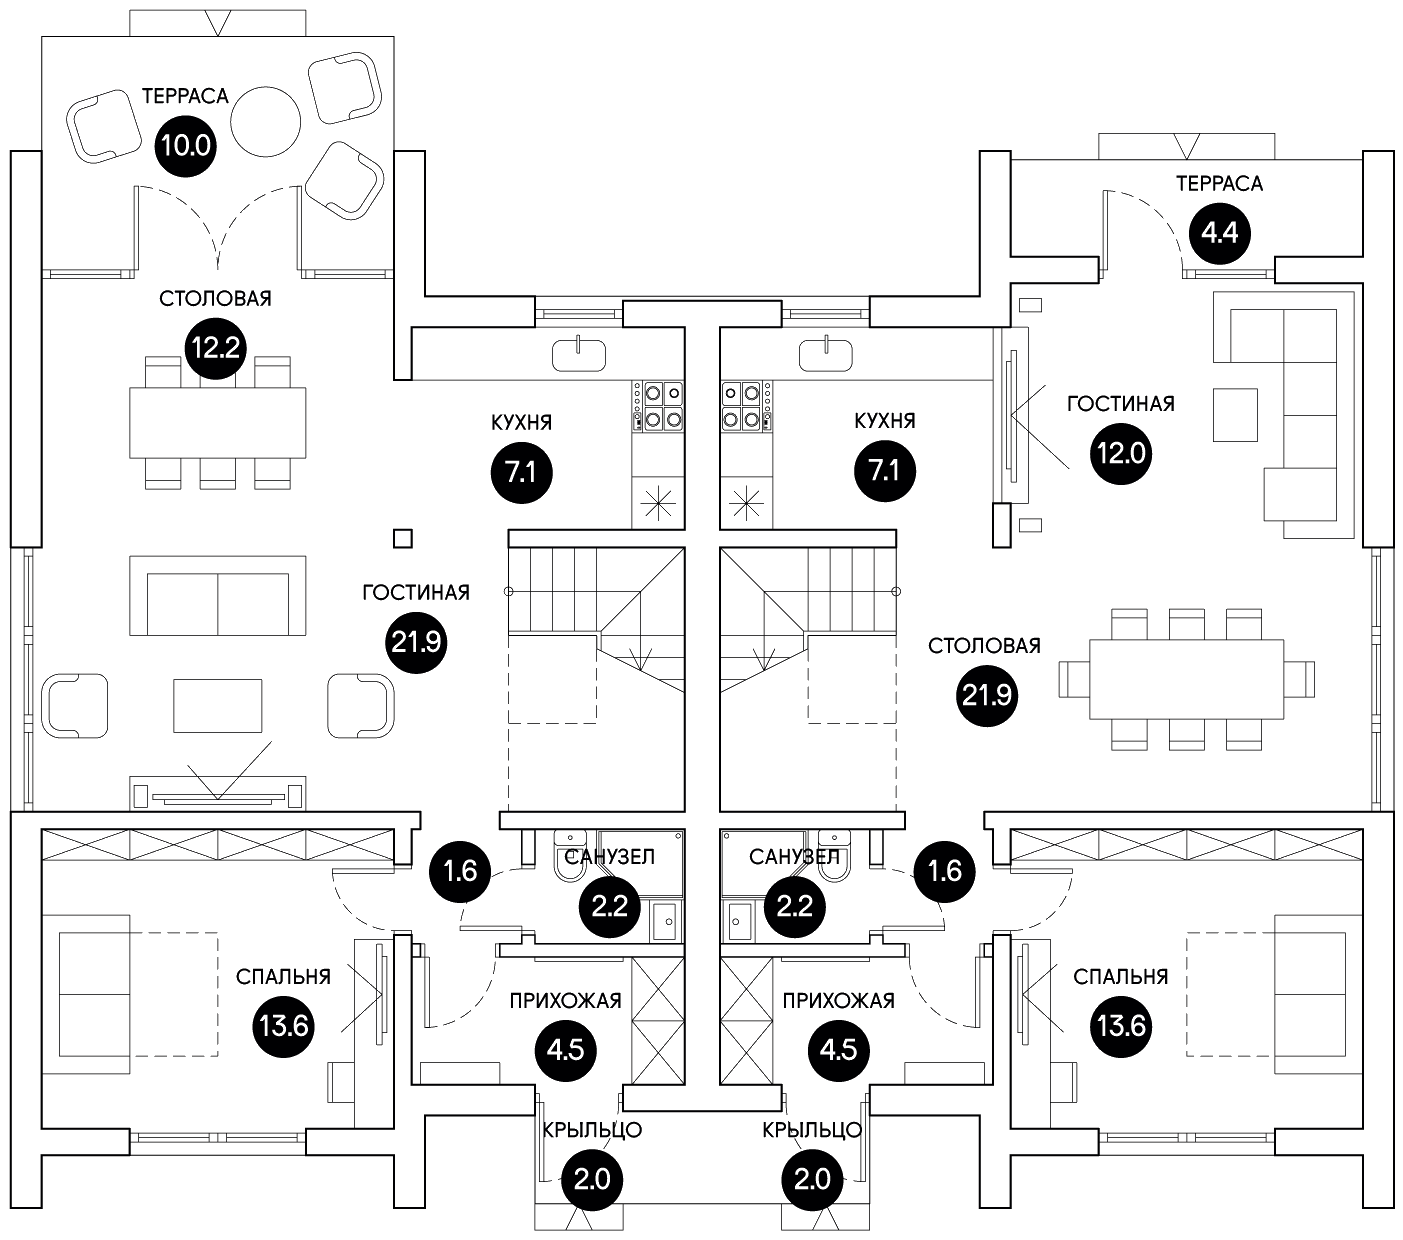 ТЕРРАСА
10.0
ТЕРРАСА
4.4
СТОЛОВАЯ
12.2
КУХНЯ
7.1
КУХНЯ
7.1
ГОСТИНАЯ
12.0
ГОСТИНАЯ
21.9
СТОЛОВАЯ
21.9
1.6
САНУЗЕЛ
2.2
САНУЗЕЛ
2.2
1.6
СПАЛЬНЯ
13.6
ПРИХОЖАЯ
4.5
ПРИХОЖАЯ
4.5
СПАЛЬНЯ
13.6
КРЫЛЬЦО
2.0
КРЫЛЬЦО
2.0